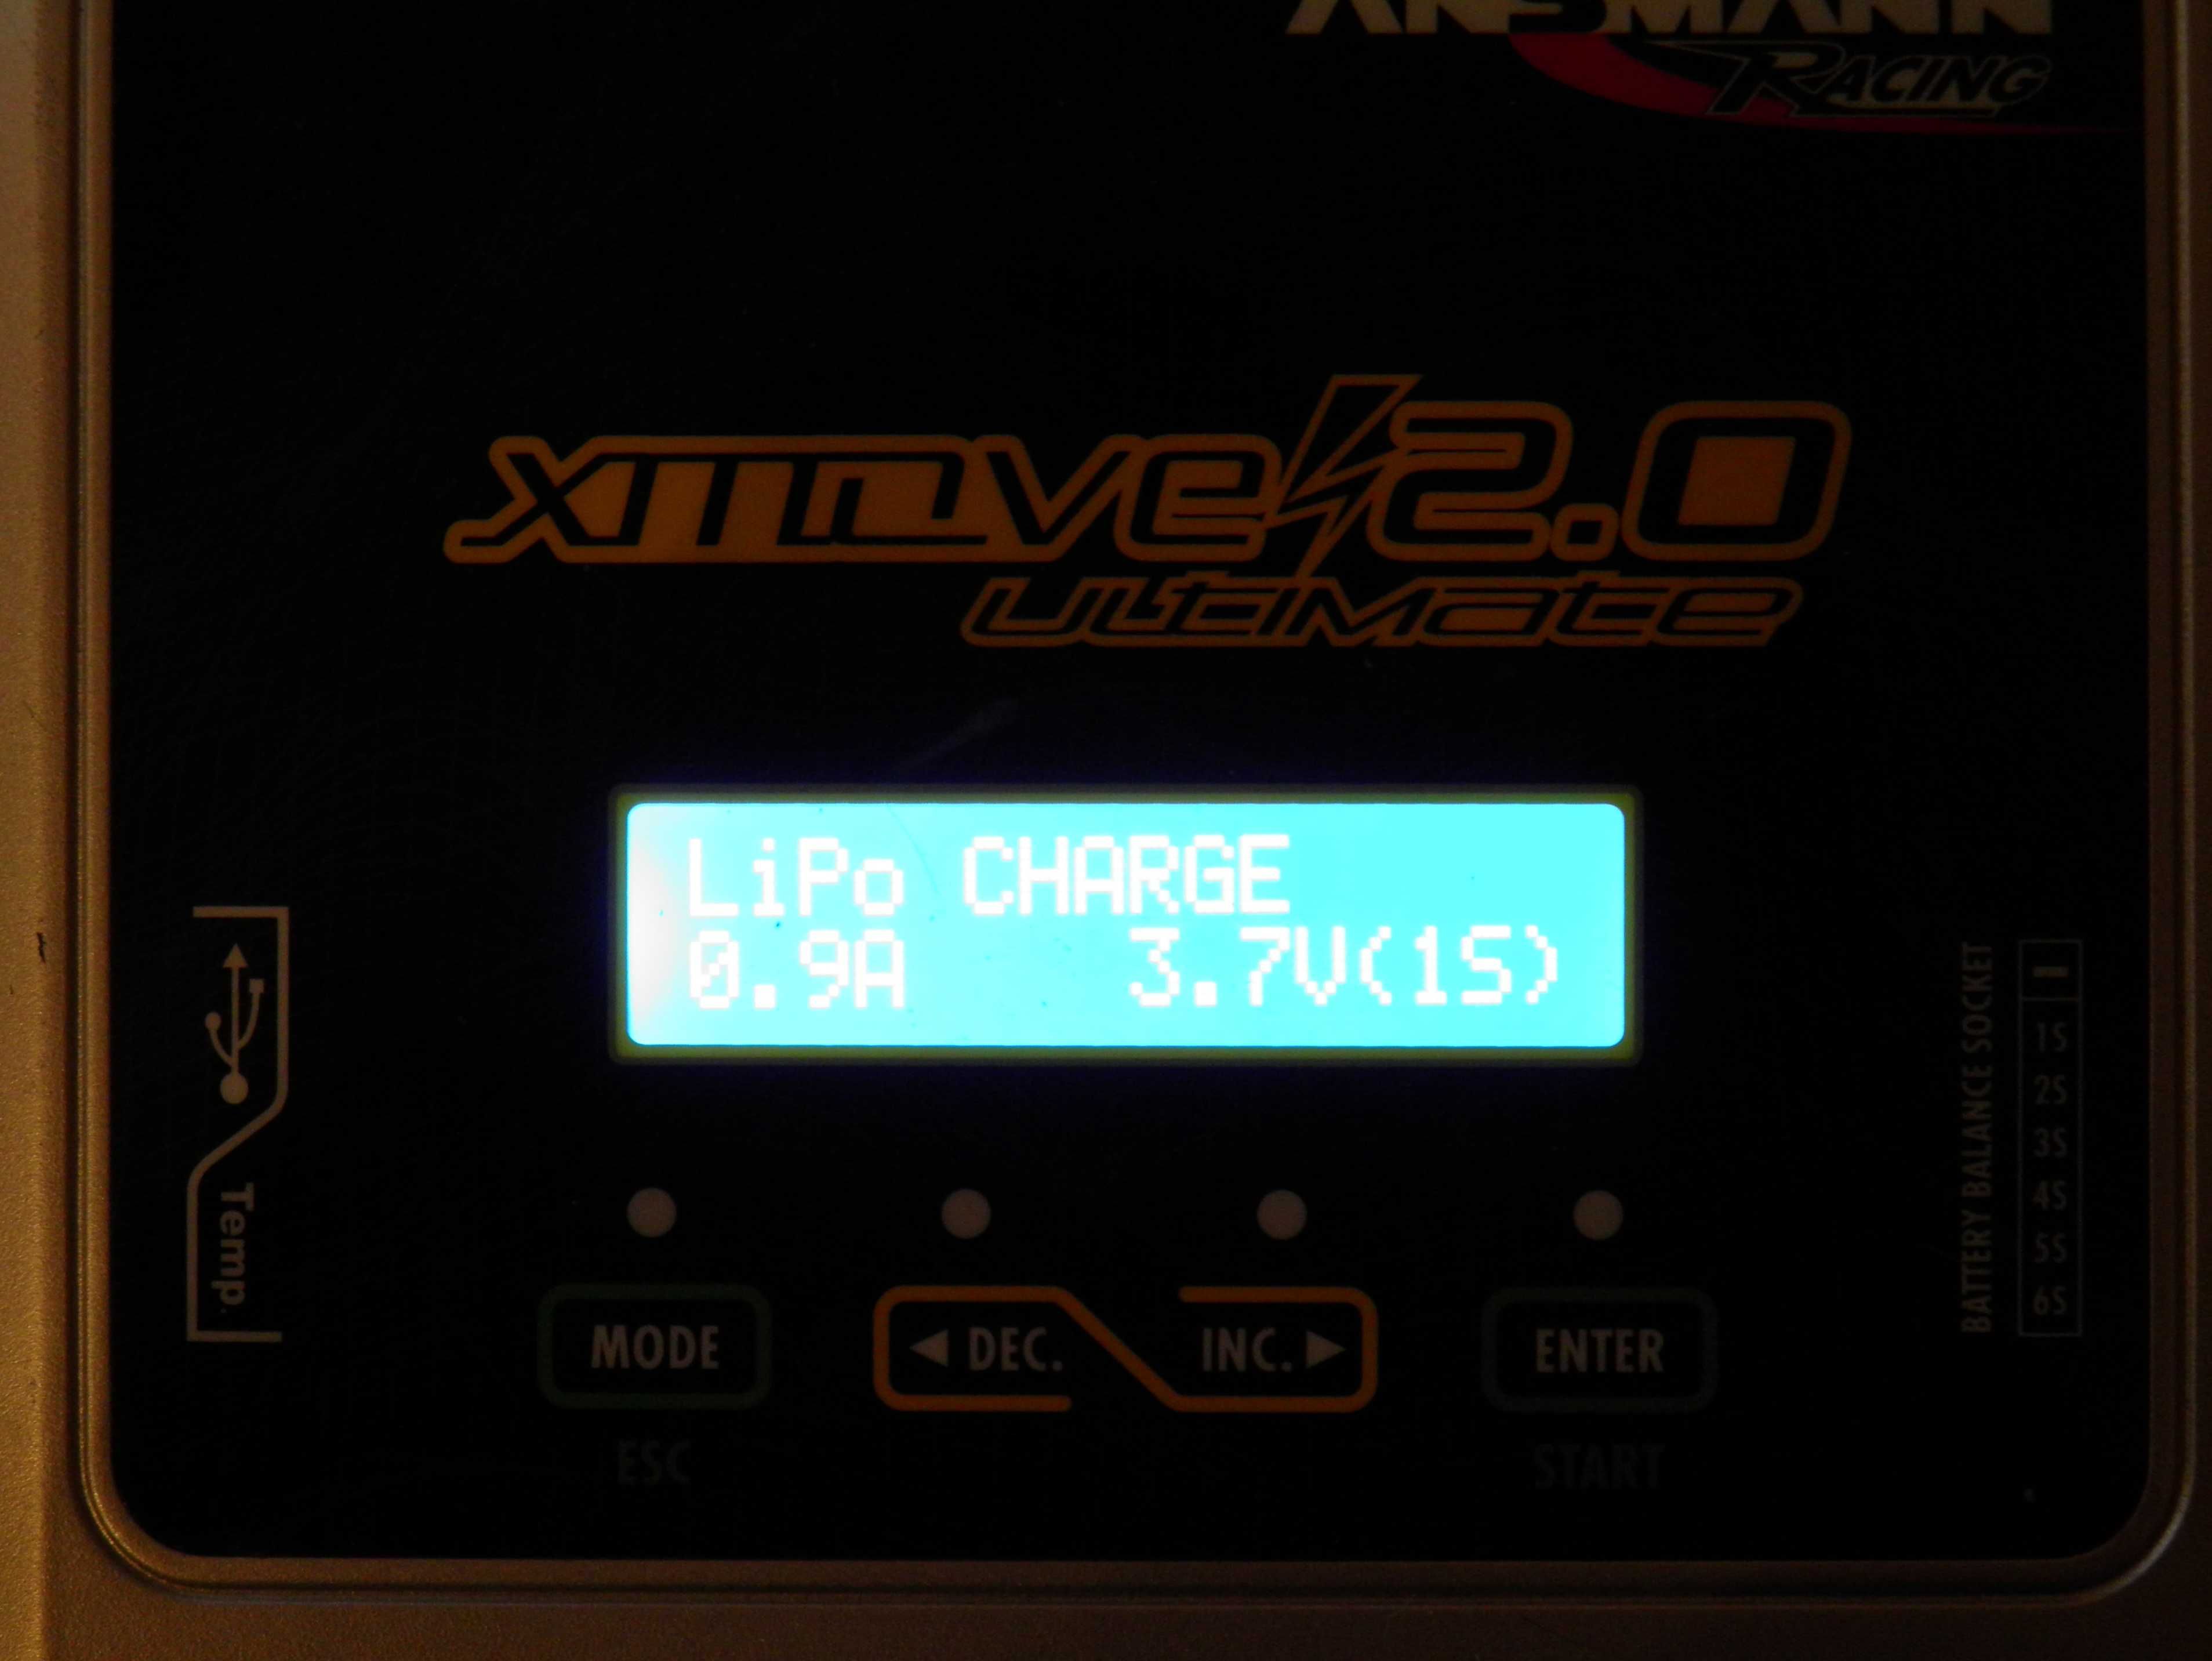 ANSMANN
RACING
xmove 2.0
ULTIMATE
LiPo CHARGE
0.9A 3.7V(1S)
Temp.
MODE
◀ DEC.
INC. ▶
ENTER
ESC
START
BATTERY BALANCE SOCKET
–
1S
2S
3S
4S
5S
6S